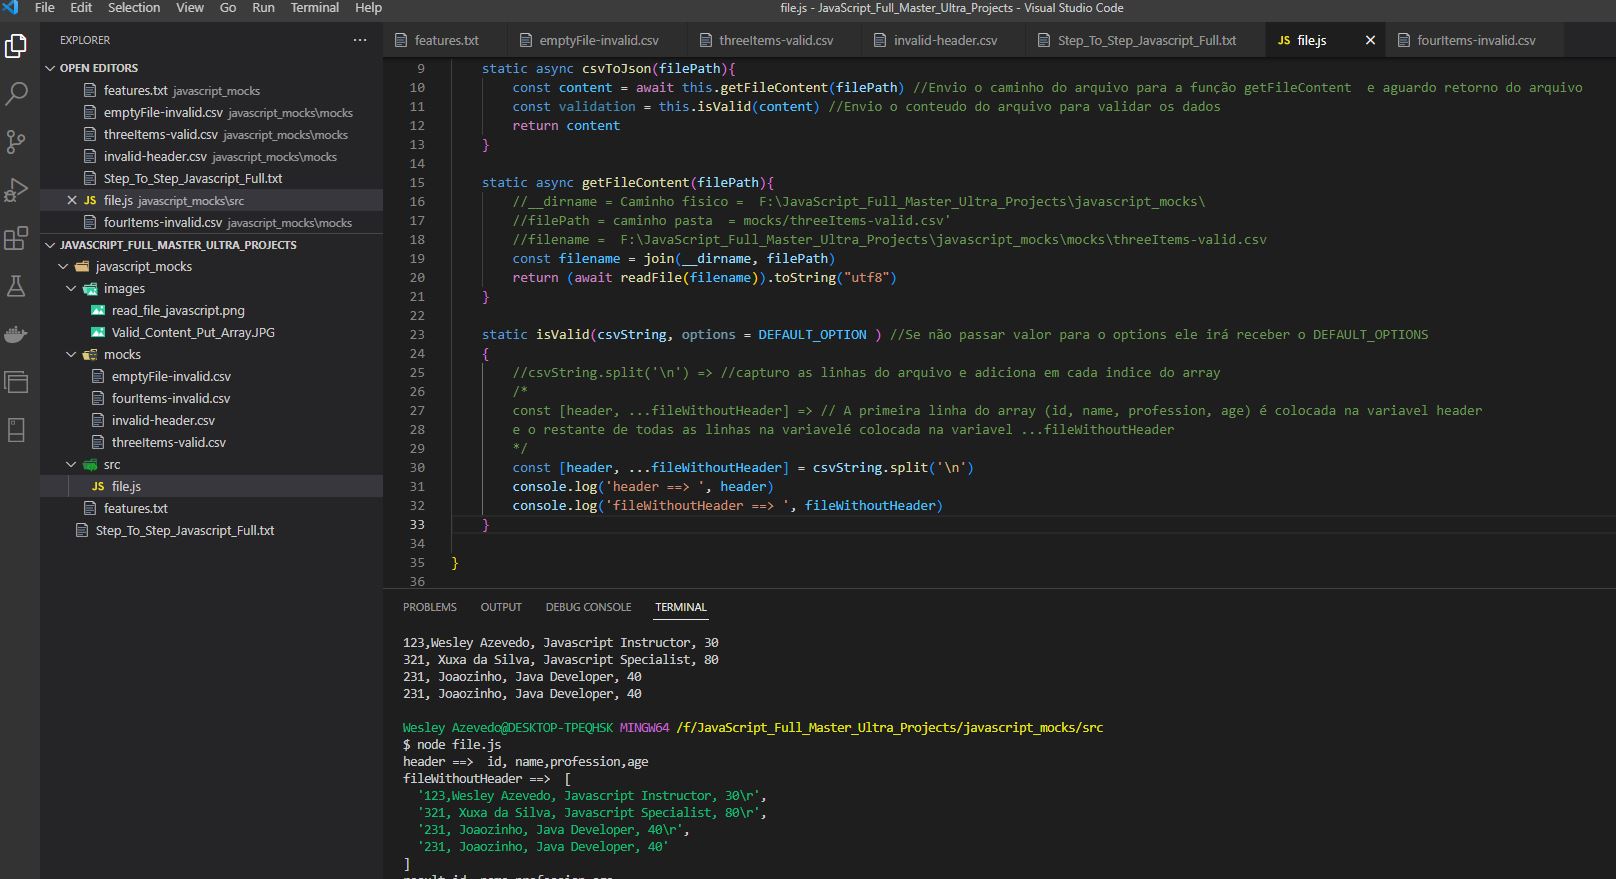 File Edit Selection View Go Run Terminal Help
file.js - JavaScript_Full_Master_Ultra_Projects - Visual Studio Code
EXPLORER ···
OPEN EDITORS
features.txt javascript_mocks
emptyFile-invalid.csv javascript_mocks\mocks
threeItems-valid.csv javascript_mocks\mocks
invalid-header.csv javascript_mocks\mocks
Step_To_Step_Javascript_Full.txt
JS file.js javascript_mocks\src
fourItems-invalid.csv javascript_mocks\mocks
JAVASCRIPT_FULL_MASTER_ULTRA_PROJECTS
javascript_mocks
images
read_file_javascript.png
Valid_Content_Put_Array.JPG
mocks
emptyFile-invalid.csv
fourItems-invalid.csv
invalid-header.csv
threeItems-valid.csv
src
JS file.js
features.txt
Step_To_Step_Javascript_Full.txt
features.txt emptyFile-invalid.csv threeItems-valid.csv invalid-header.csv Step_To_Step_Javascript_Full.txt JS file.js fourItems-invalid.csv
9 static async csvToJson(filePath){
10 const content = await this.getFileContent(filePath) //Envio o caminho do arquivo para a função getFileContent  e aguardo retorno do arquivo
11 const validation = this.isValid(content) //Envio o conteudo do arquivo para validar os dados
12 return content
13 }
14
15 static async getFileContent(filePath){
16 //__dirname = Caminho fisico =  F:\JavaScript_Full_Master_Ultra_Projects\javascript_mocks\
17 //filePath = caminho pasta  = mocks/threeItems-valid.csv'
18 //filename =  F:\JavaScript_Full_Master_Ultra_Projects\javascript_mocks\mocks\threeItems-valid.csv
19 const filename = join(__dirname, filePath)
20 return (await readFile(filename)).toString("utf8")
21 }
22
23 static isValid(csvString, options = DEFAULT_OPTION ) //Se não passar valor para o options ele irá receber o DEFAULT_OPTIONS
24 {
25 //csvString.split('\n') => //capturo as linhas do arquivo e adiciona em cada indice do array
26 /*
27 const [header, ...fileWithoutHeader] => // A primeira linha do array (id, name, profession, age) é colocada na variavel header
28 e o restante de todas as linhas na variavelé colocada na variavel ...fileWithoutHeader
29 */
30 const [header, ...fileWithoutHeader] = csvString.split('\n')
31 console.log('header ==> ', header)
32 console.log('fileWithoutHeader ==> ', fileWithoutHeader)
33 }
34
35 }
36
PROBLEMS OUTPUT DEBUG CONSOLE TERMINAL
123,Wesley Azevedo, Javascript Instructor, 30
321, Xuxa da Silva, Javascript Specialist, 80
231, Joaozinho, Java Developer, 40
231, Joaozinho, Java Developer, 40
Wesley Azevedo@DESKTOP-TPEQHSK MINGW64 /f/JavaScript_Full_Master_Ultra_Projects/javascript_mocks/src
$ node file.js
header ==>  id, name,profession,age
fileWithoutHeader ==>  [
'123,Wesley Azevedo, Javascript Instructor, 30\r',
'321, Xuxa da Silva, Javascript Specialist, 80\r',
'231, Joaozinho, Java Developer, 40\r',
'231, Joaozinho, Java Developer, 40'
]